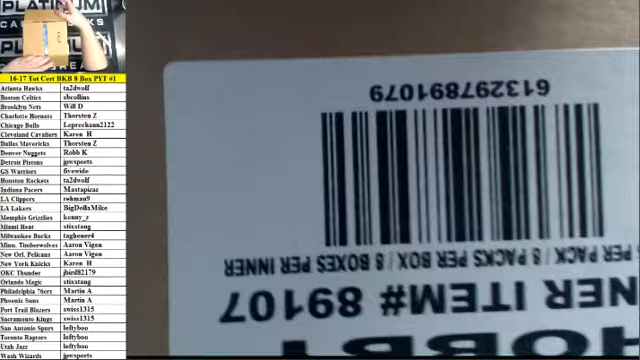 PLATINUM
16-17 Tot Cert BKB 8 Box PYT #1
Atlanta Hawks ta2dwolf
Boston Celtics sbcollins
Brooklyn Nets Will D
Charlotte Hornets Thorsten Z
Chicago Bulls Leprechaun2122
Cleveland Cavaliers Karen H
Dallas Mavericks Thorsten Z
Denver Nuggets Robb K
Detroit Pistons jpwsports
GS Warriors fivewide
Houston Rockets ta2dwolf
Indiana Pacers Mastapizaz
LA Clippers rehman9
LA Lakers BigDollaMike
Memphis Grizzlies kenny_z
Miami Heat stixxtang
Milwaukee Bucks tagheuer4
Minn. Timberwolves Aaron Vigen
New Orl. Pelicans Aaron Vigen
New York Knicks Karen H
OKC Thunder jbird82179
Orlando Magic stixxtang
Philadelphia 76ers Martin A
Phoenix Suns Martin A
Port Trail Blazers swiss1315
Sacramento Kings swiss1315
San Antonio Spurs leftyboo
Toronto Raptors leftyboo
Utah Jazz leftyboo
Wash Wizards jpwsports
HOBBY
NER ITEM# 89107
PER PACK / 8 PACKS PER BOX / 8 BOXES PER INNER
613297891079